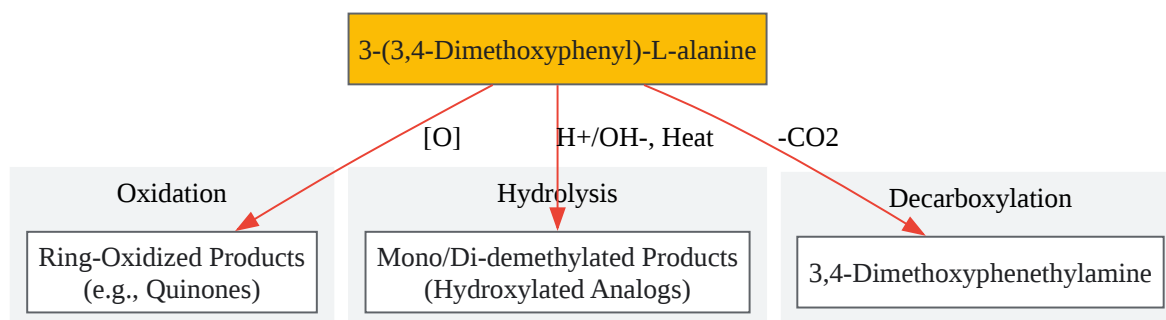 3-(3,4-Dimethoxyphenyl)-L-alanine
[O]
H+/OH-, Heat
-CO2
Oxidation
Hydrolysis
Decarboxylation
Ring-Oxidized Products
(e.g., Quinones)
Mono/Di-demethylated Products
(Hydroxylated Analogs)
3,4-Dimethoxyphenethylamine